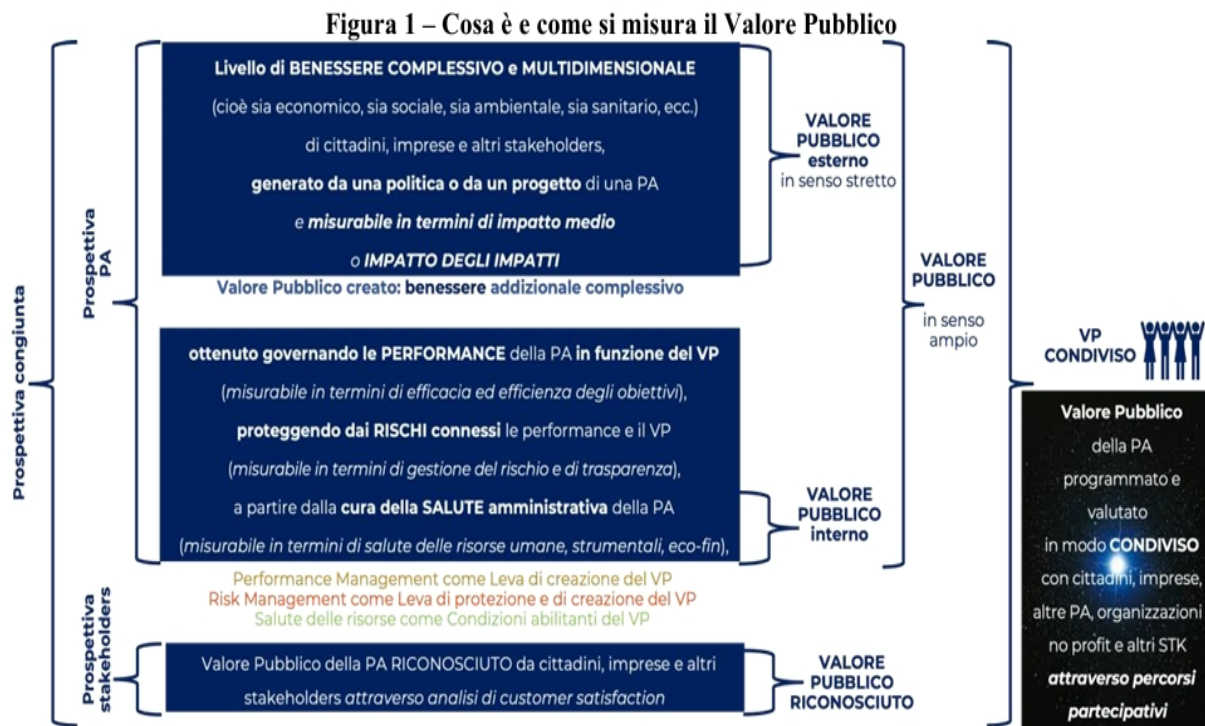 Figura 1 – Cosa è e come si misura il Valore Pubblico
Prospettiva congiunta
Prospettiva
PA
Livello di BENESSERE COMPLESSIVO e MULTIDIMENSIONALE
(cioè sia economico, sia sociale, sia ambientale, sia sanitario, ecc.)
di cittadini, imprese e altri stakeholders,
generato da una politica o da un progetto di una PA
e misurabile in termini di impatto medio
o IMPATTO DEGLI IMPATTI
Valore Pubblico creato: benessere addizionale complessivo
VALORE
PUBBLICO
esterno
in senso stretto
ottenuto governando le PERFORMANCE della PA in funzione del VP
(misurabile in termini di efficacia ed efficienza degli obiettivi),
proteggendo dai RISCHI connessi le performance e il VP
(misurabile in termini di gestione del rischio e di trasparenza),
a partire dalla cura della SALUTE amministrativa della PA
(misurabile in termini di salute delle risorse umane, strumentali, eco-fin),
VALORE
PUBBLICO
interno
Performance Management come Leva di creazione del VP
Risk Management come Leva di protezione e di creazione del VP
Salute delle risorse come Condizioni abilitanti del VP
VALORE
PUBBLICO
in senso
ampio
Prospettiva
stakeholders
Valore Pubblico della PA RICONOSCIUTO da cittadini, imprese e altri
stakeholders attraverso analisi di customer satisfaction
VALORE
PUBBLICO
RICONOSCIUTO
VP
CONDIVISO
Valore Pubblico
della PA
programmato e
valutato
in modo CONDIVISO
con cittadini, imprese,
altre PA, organizzazioni
no profit e altri STK
attraverso percorsi
partecipativi